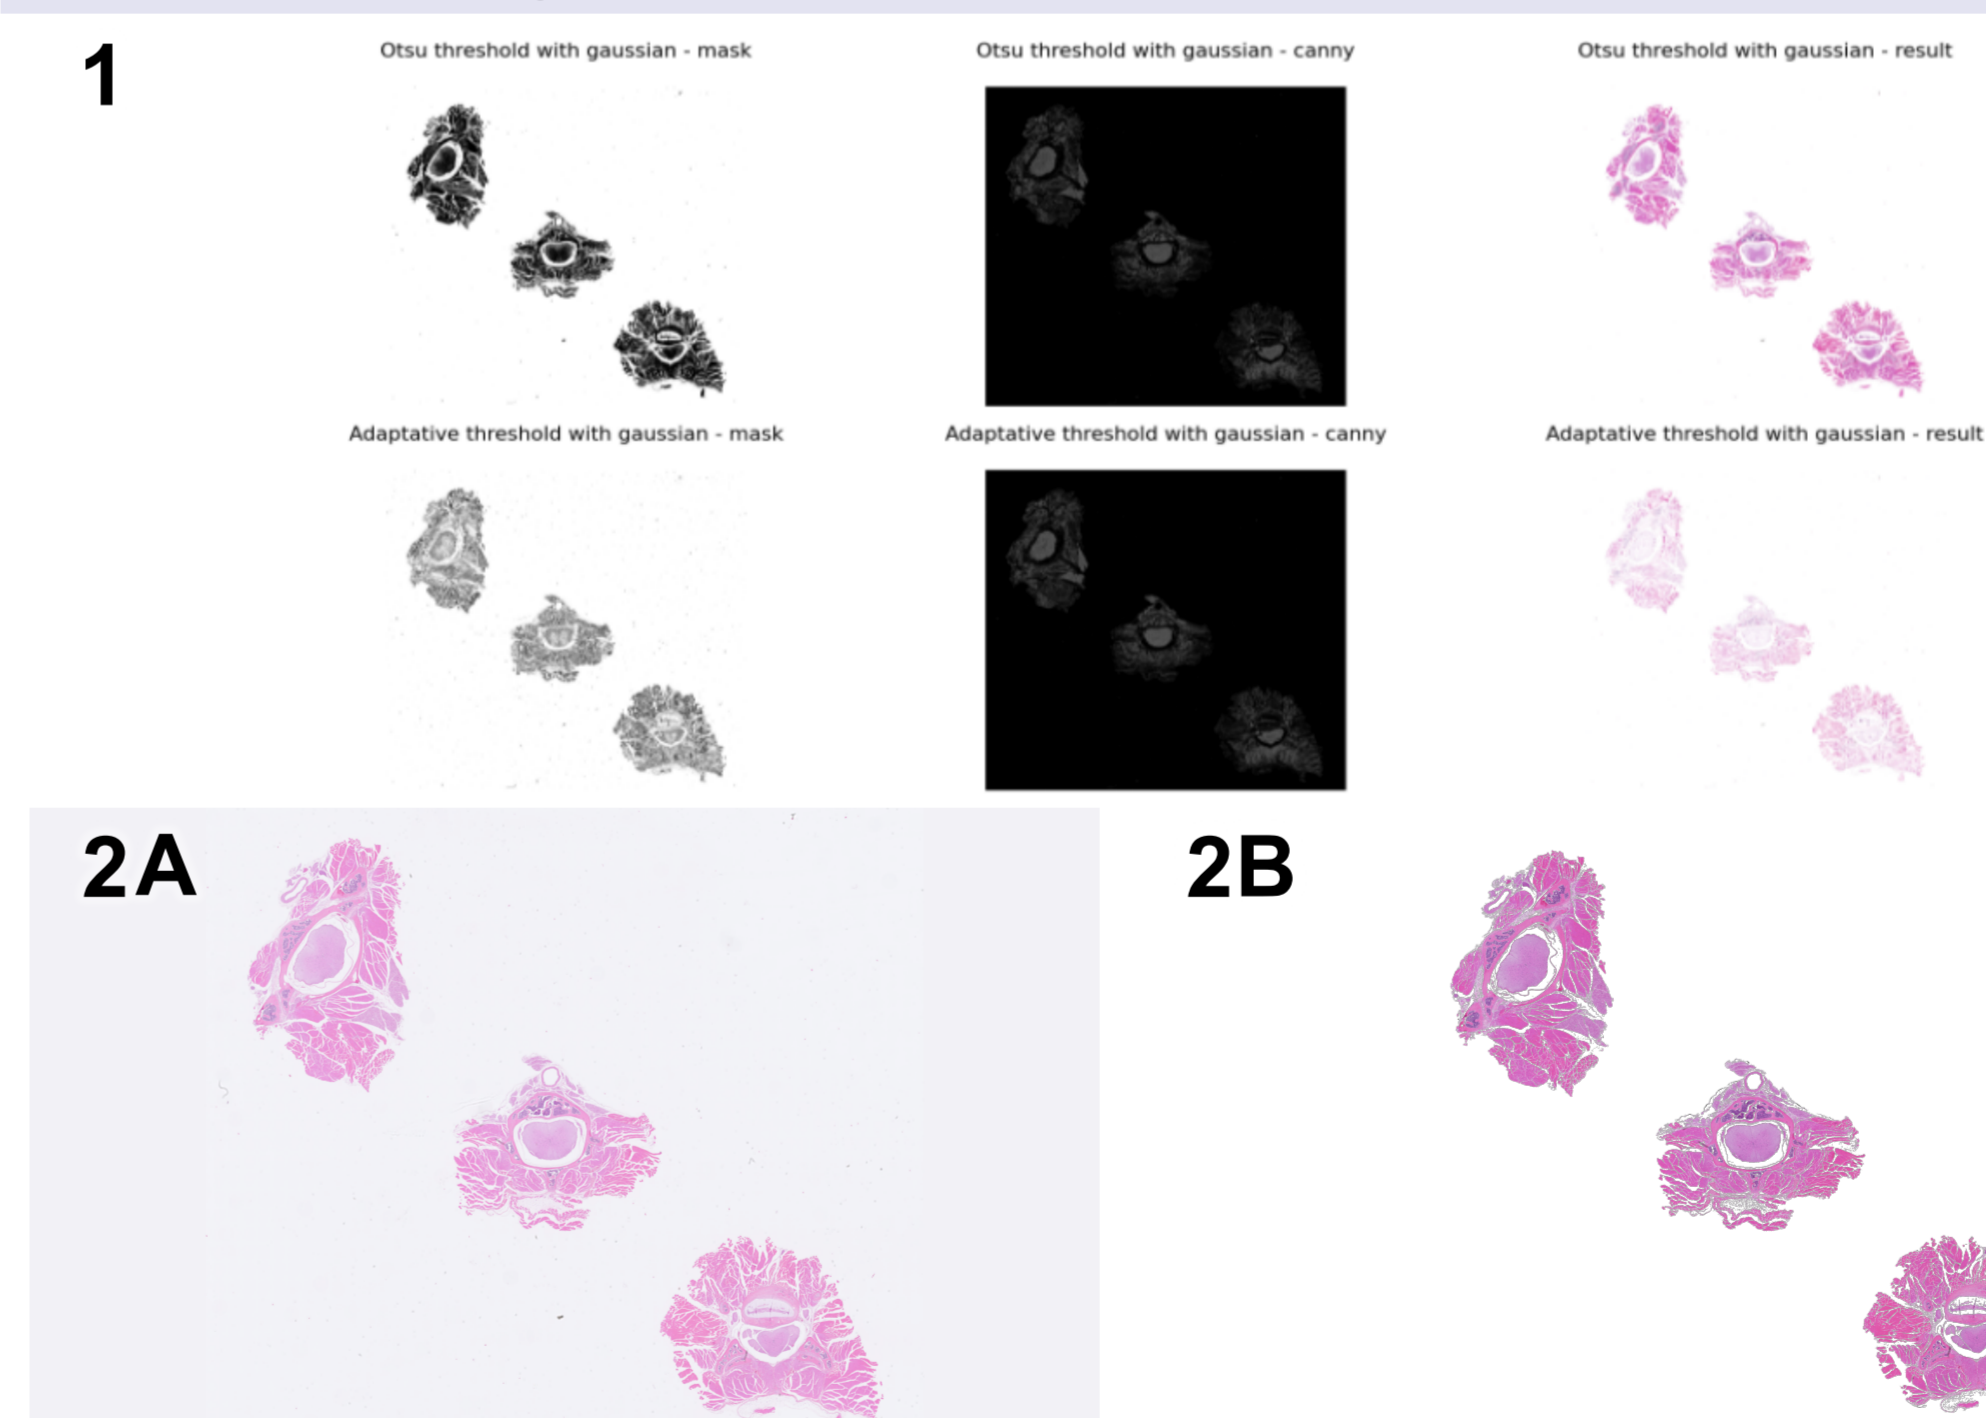 1
Otsu threshold with gaussian - mask
Otsu threshold with gaussian - canny
Otsu threshold with gaussian - result
Adaptative threshold with gaussian - mask
Adaptative threshold with gaussian - canny
Adaptative threshold with gaussian - result
2A
2B